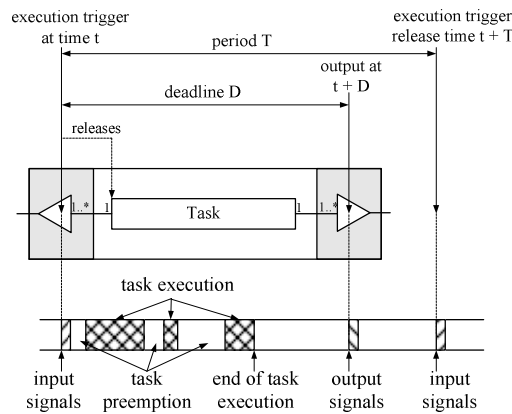 execution trigger
at time t
execution trigger
release time t + T
period T
output at
t + D
deadline D
releases
1..*
1
Task
1
1..*
task execution
input
signals
task
preemption
end of task
execution
output
signals
input
signals